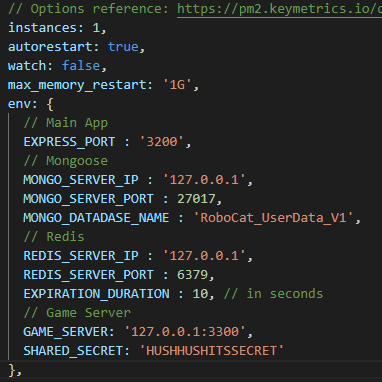 // Options reference: https://pm2.keymetrics.io/
instances: 1,
autorestart: true,
watch: false,
max_memory_restart: '1G',
env: {
// Main App
EXPRESS_PORT : '3200',
// Mongoose
MONGO_SERVER_IP : '127.0.0.1',
MONGO_SERVER_PORT : 27017,
MONGO_DATADASE_NAME : 'RoboCat_UserData_V1',
// Redis
REDIS_SERVER_IP : '127.0.0.1',
REDIS_SERVER_PORT : 6379,
EXPIRATION_DURATION : 10, // in seconds
// Game Server
GAME_SERVER: '127.0.0.1:3300',
SHARED_SECRET: 'HUSHHUSHITSSECRET'
},